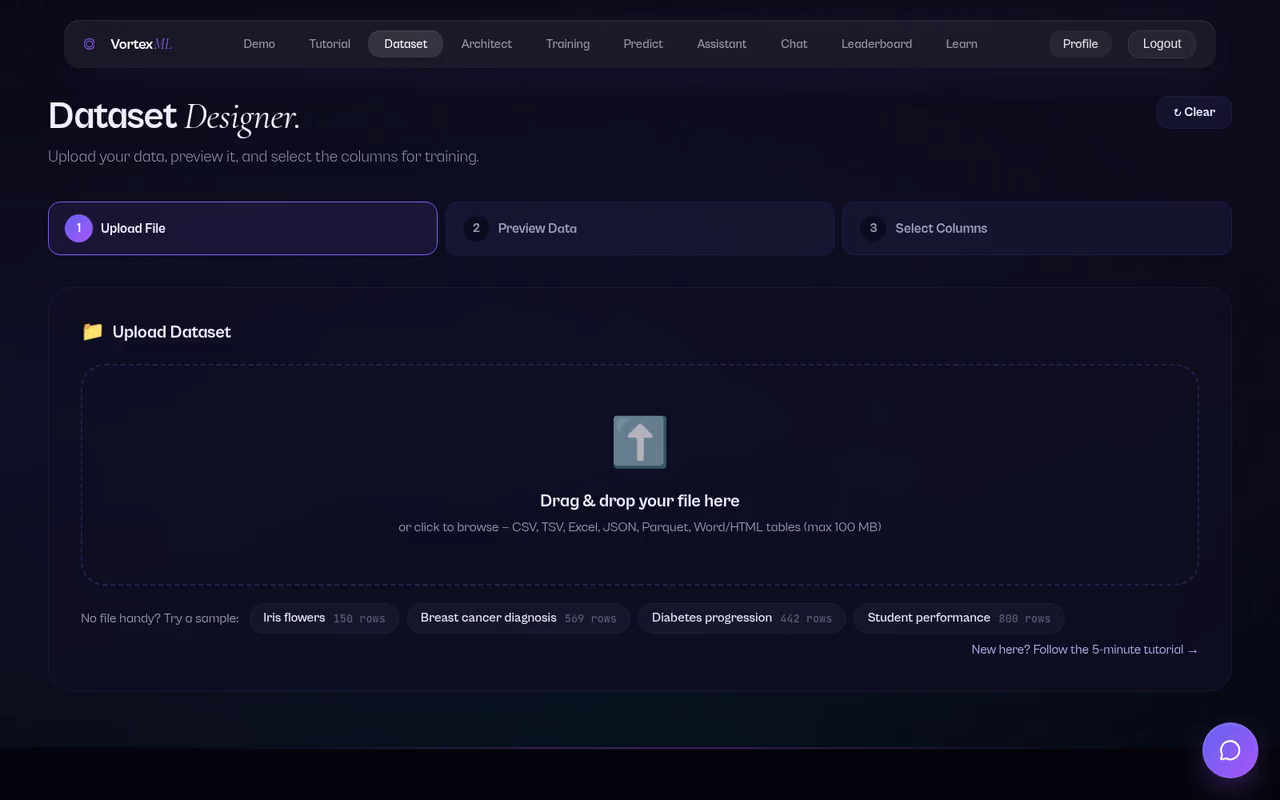 VortexML Demo Tutorial Dataset Architect Training Predict Assistant Chat Leaderboard Learn Profile Logout
Dataset Designer.
↻ Clear
Upload your data, preview it, and select the columns for training.
1 Upload File 2 Preview Data 3 Select Columns
Upload Dataset
Drag & drop your file here
or click to browse – CSV, TSV, Excel, JSON, Parquet, Word/HTML tables (max 100 MB)
No file handy? Try a sample: Iris flowers 150 rows Breast cancer diagnosis 569 rows Diabetes progression 442 rows Student performance 800 rows
New here? Follow the 5-minute tutorial →